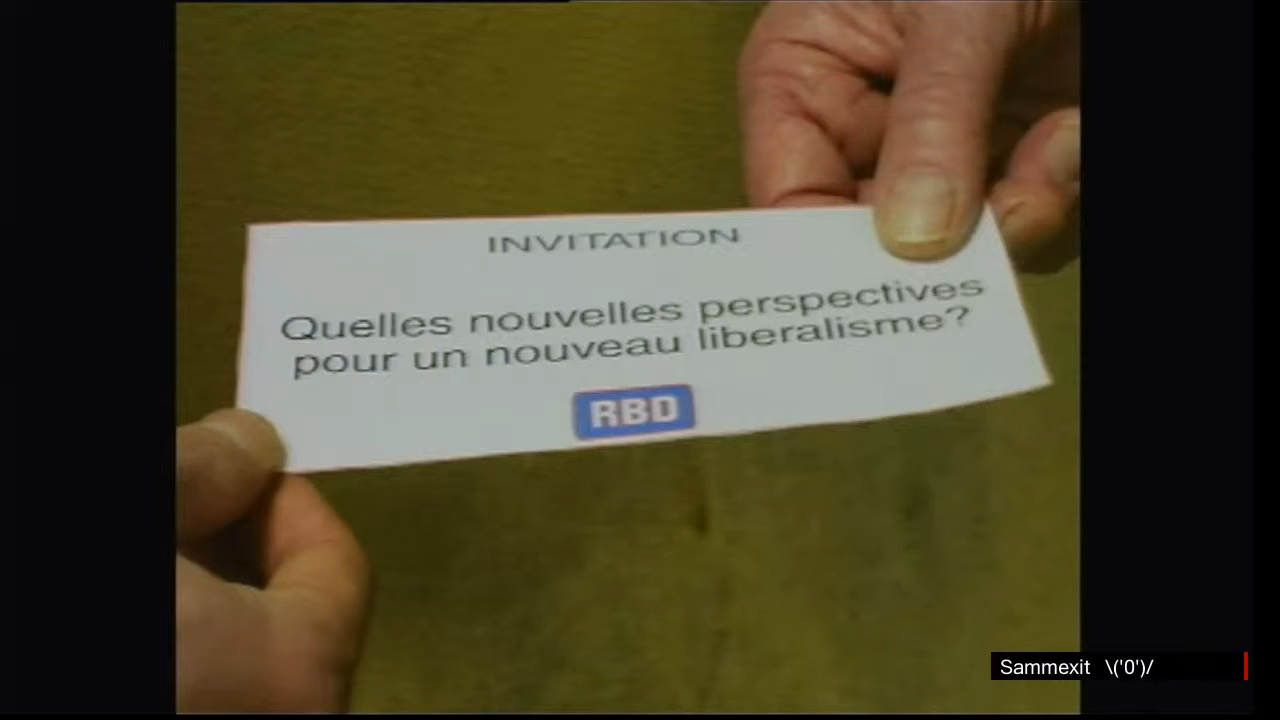 INVITATION
Quelles nouvelles perspectives
pour un nouveau liberalisme?
RBD
Sammexit \('0')/